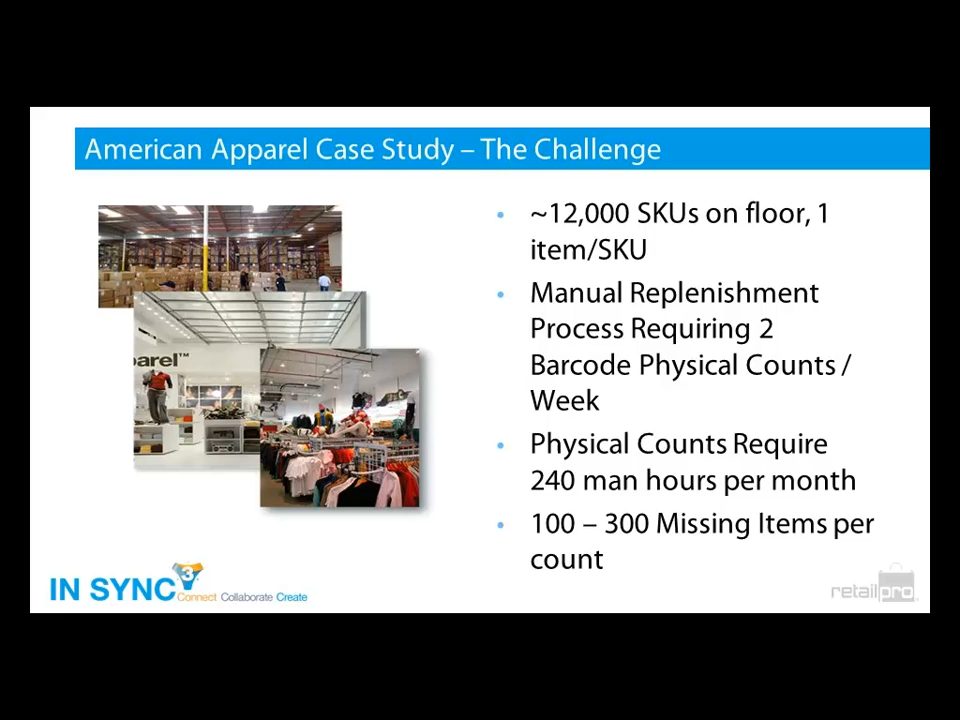 American Apparel Case Study – The Challenge
• ~12,000 SKUs on floor, 1
item/SKU
• Manual Replenishment
Process Requiring 2
Barcode Physical Counts /
Week
• Physical Counts Require
240 man hours per month
• 100 – 300 Missing Items per
count
parel™
IN SYNC 3
Connect Collaborate Create
retailpro